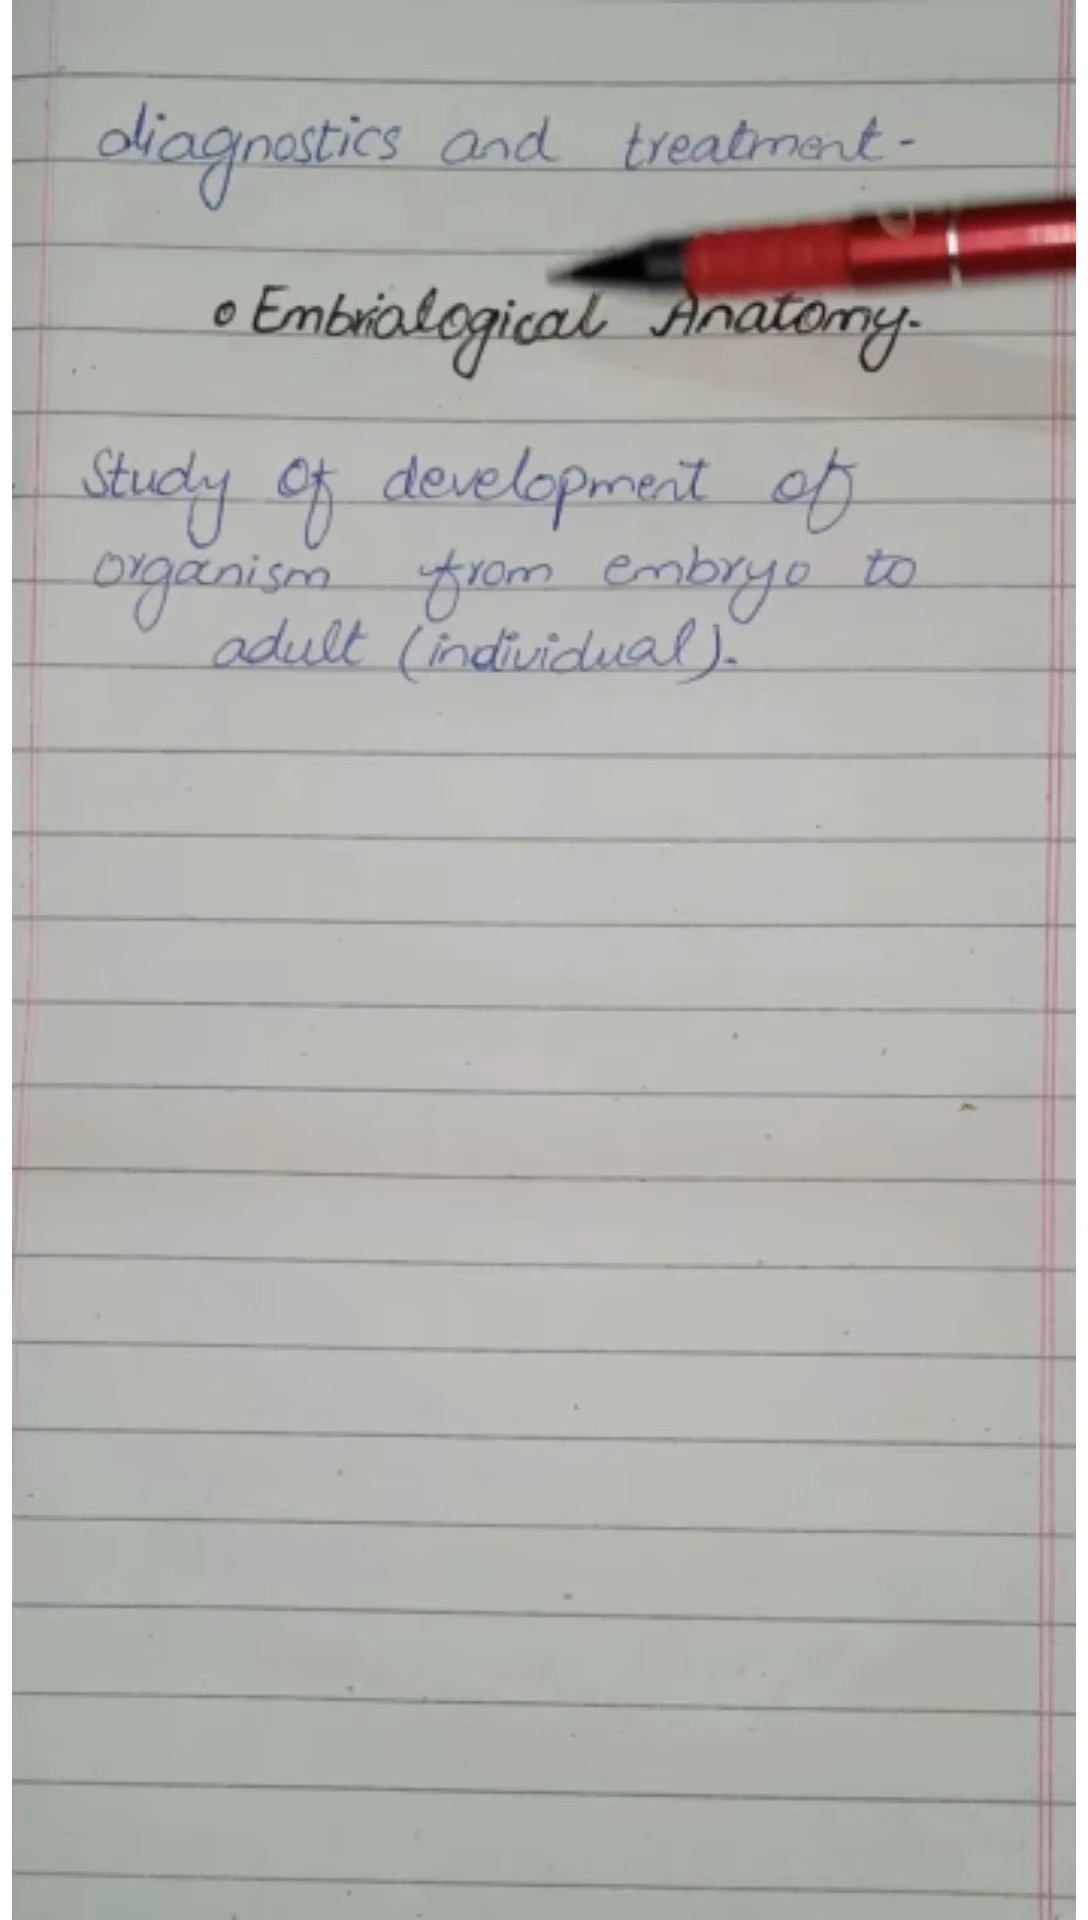 diagnostics and treatment-
• Embrialogical Anatomy.
Study of development of
organism from embryo to
adult (individual).